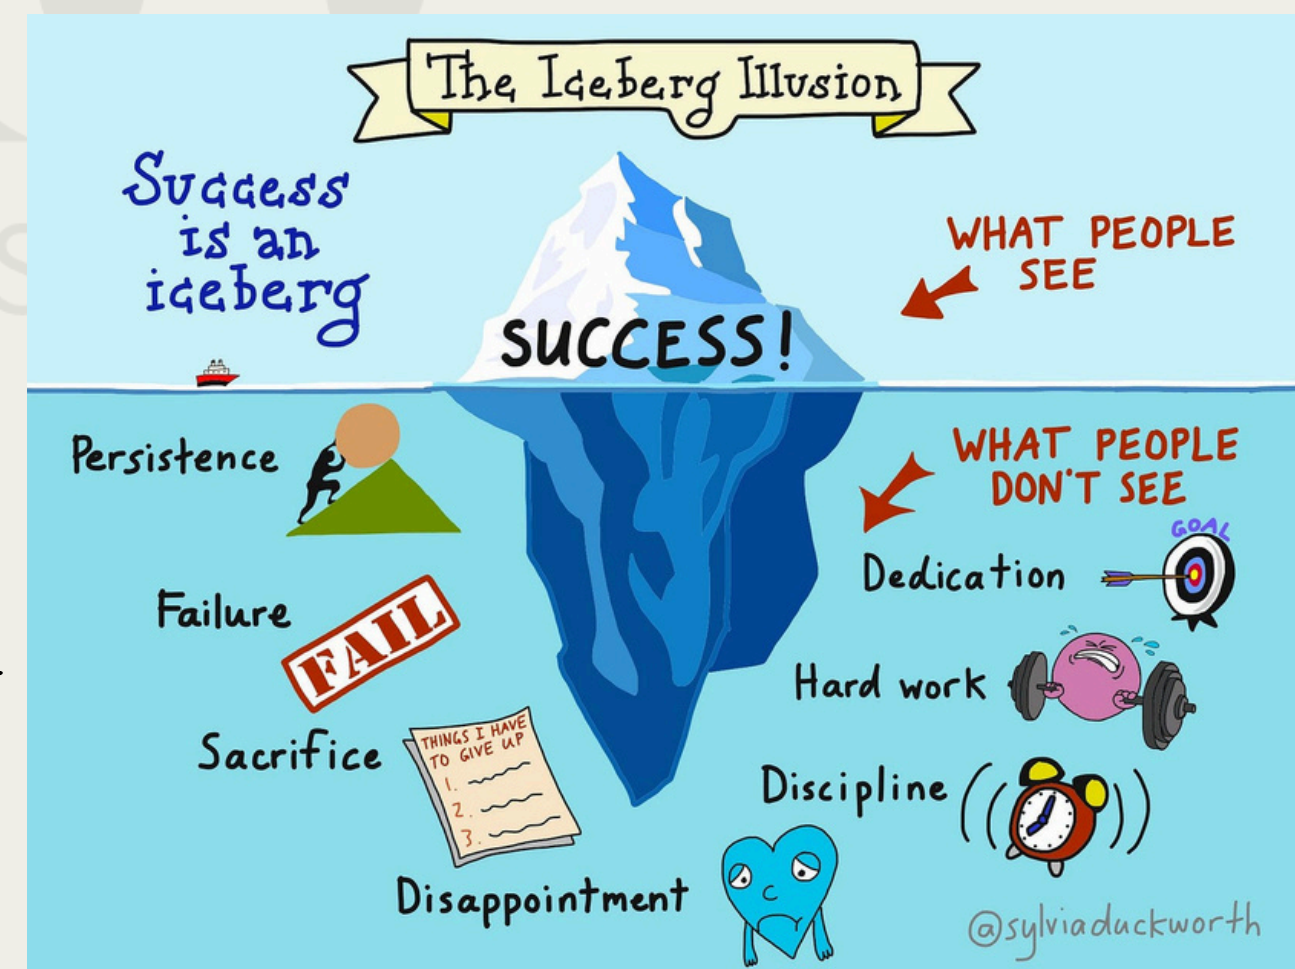 The Iceberg Illusion
Success
is an
iceberg
WHAT PEOPLE
SEE
SUCCESS!
WHAT PEOPLE
DON'T SEE
Persistence
Failure
FAIL
Sacrifice
THINGS I HAVE
TO GIVE UP
1.
2.
3.
Disappointment
Dedication
GOAL
Hard work
Discipline
@sylviaduckworth